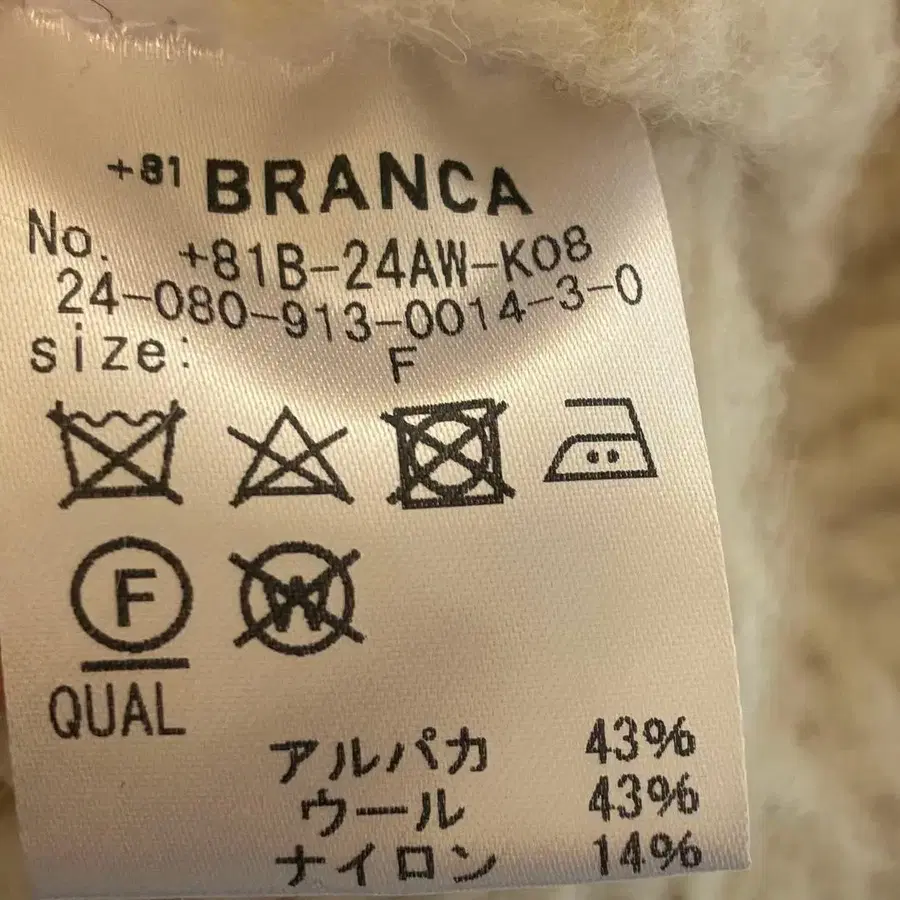 +81 BRANCA
No. +81B-24AW-K08
24-080-913-0014-3-0
size: F
F W
QUAL
アルパカ 43%
ウール 43%
ナイロン 14%